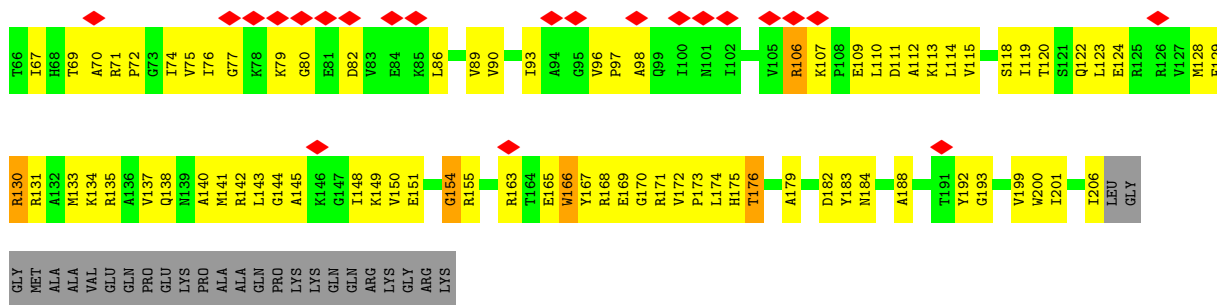 T66 I67 H68 T69 A70 R71 P72 G73 I74 V75 I76 G77 K78 K79 G80 E81 D82 V83 E84 K85 L86 V89 V90 I93 A94 G95 V96 P97 A98 Q99 I100 N101 I102 V105 R106 K107 P108 E109 L110 D111 A112 K113 L114 V115 S118 I119 T120 S121 Q122 L123 E124 R125 R126 V127 M128 F129
R130 R131 A132 M133 K134 R135 A136 V137 Q138 N139 A140 M141 R142 L143 G144 A145 K146 G147 I148 K149 V150 E151 G154 R155 R163 T164 E165 W166 Y167 R168 E169 G170 R171 V172 P173 L174 H175 T176 A179 D182 Y183 N184 A188 T191 Y192 G193 V199 W200 I201 I206 LEU GLY
GLY MET ALA ALA VAL GLU GLN PRO GLU LYS PRO ALA ALA GLN PRO LYS LYS GLN GLN ARG LYS GLY ARG LYS